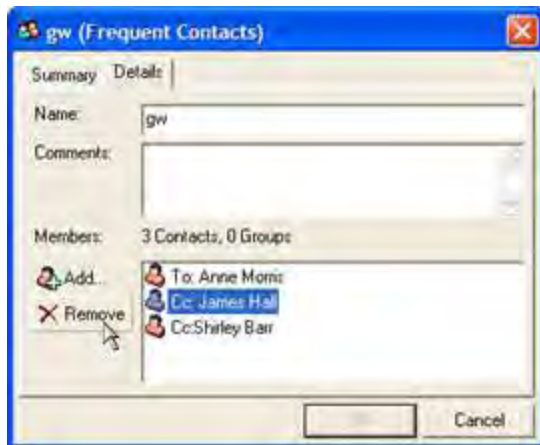 gw (Frequent Contacts)
Summary Details
Name: gw
Comments:
Members: 3 Contacts, 0 Groups
Add... To: Anne Morris
Cc: James Hall
Remove
Cc:Shirley Barr
Cancel